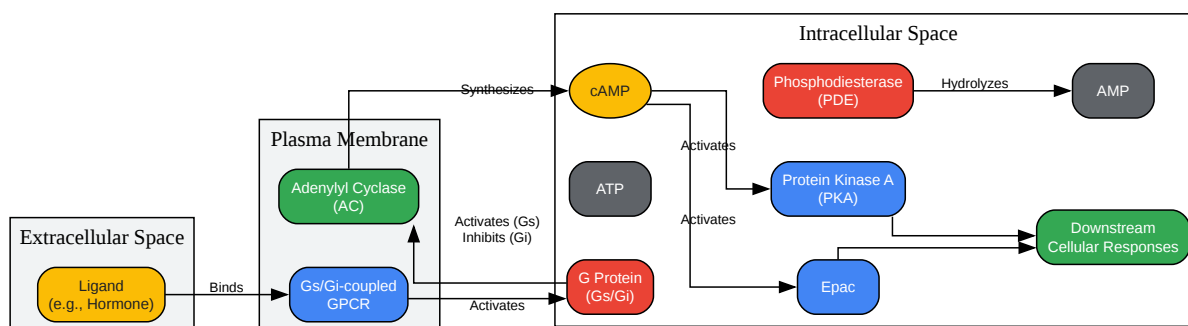 Intracellular Space
Phosphodiesterase
(PDE)
Hydrolyzes
AMP
cAMP
Synthesizes
Plasma Membrane
Adenylyl Cyclase
(AC)
Activates
ATP
Protein Kinase A
(PKA)
Activates
Activates (Gs)
Inhibits (Gi)
Downstream
Cellular Responses
Extracellular Space
Ligand
(e.g., Hormone)
Binds
Gs/Gi-coupled
GPCR
Activates
G Protein
(Gs/Gi)
Epac